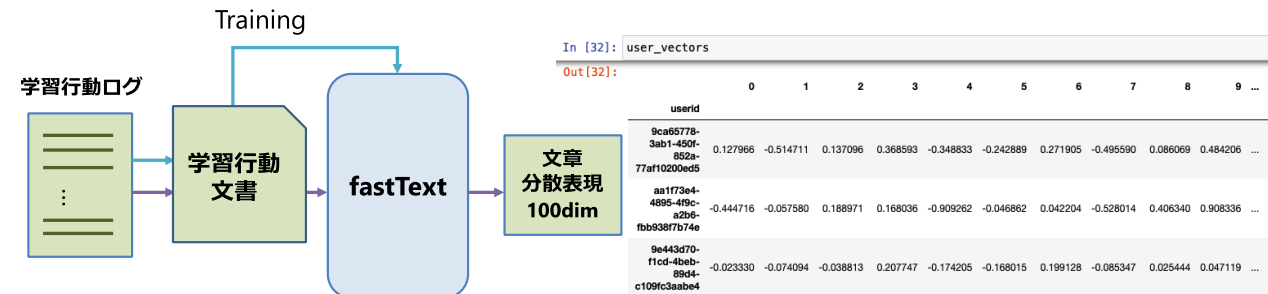 Training
学習行動ログ
学習行動
文書
fastText
文章
分散表現
100dim
In [32]: user_vectors
Out[32]:
0 1 2 3 4 5 6 7 8 9 ...
userid
9ca65778-
3ab1-450f-
852a-
77af10200ed5
0.127966 -0.514711 0.137096 0.368593 -0.348833 -0.242889 0.271905 -0.495590 0.086069 0.484206 ...
aa1f73e4-
4895-4f9c-
a2b6-
fbb938f7b74e
-0.444716 -0.057580 0.188971 0.168036 -0.909262 -0.046862 0.042204 -0.528014 0.406340 0.908336 ...
9e443d70-
f1cd-4beb-
89d4-
c109fc3aabe4
-0.023330 -0.074094 -0.038813 0.207747 -0.174205 -0.168015 0.199128 -0.085347 0.025444 0.047119 ...